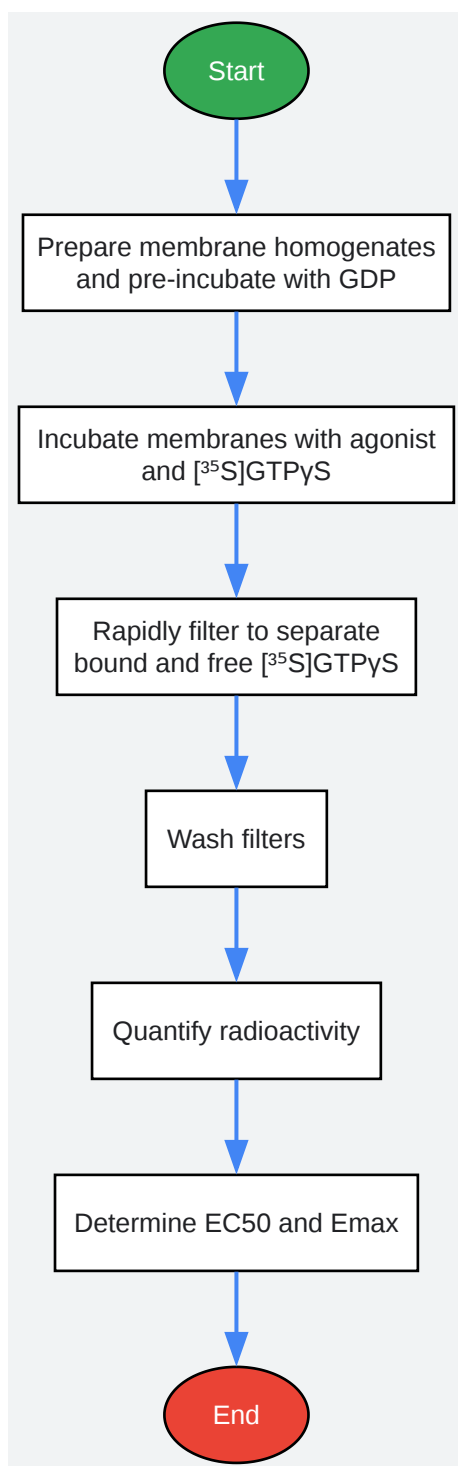 Start
Prepare membrane homogenates
and pre-incubate with GDP
Incubate membranes with agonist
and [³⁵S]GTPγS
Rapidly filter to separate
bound and free [³⁵S]GTPγS
Wash filters
Quantify radioactivity
Determine EC50 and Emax
End